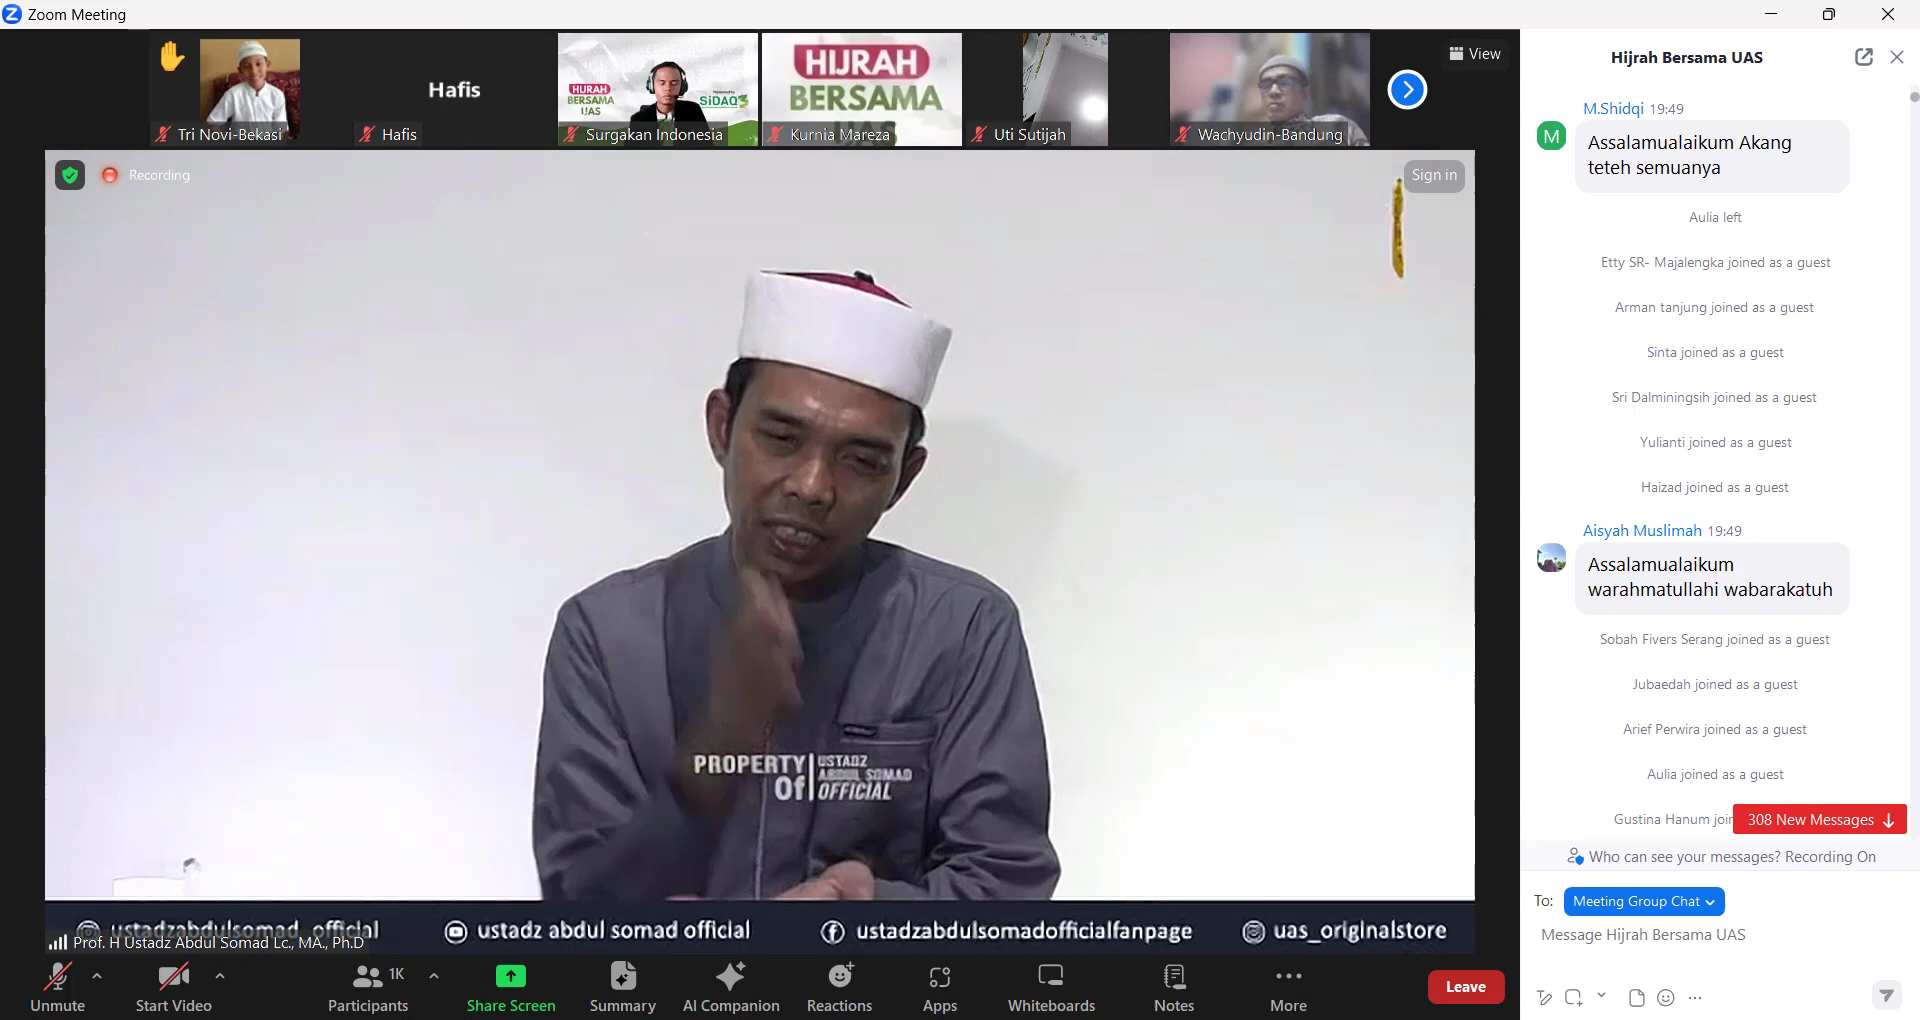 Zoom Meeting
View
Hafis
HIJRAH
BERSAMA
UAS
SiDAQ
HIJRAH
BERSAMA
Tri Novi-Bekasi
Hafis
Surgakan Indonesia
Kurnia Mareza
Uti Sutijah
Wachyudin-Bandung
Recording
Sign in
PROPERTY
Of
USTADZ
ABDUL SOMAD
OFFICIAL
ustadzabdulsomad_official
ustadz abdul somad official
ustadzabdulsomadofficialfanpage
uas_originalstore
Prof. H Ustadz Abdul Somad Lc., MA., Ph.D
Unmute
Start Video
1K
Participants
Share Screen
Summary
AI Companion
Reactions
Apps
Whiteboards
Notes
More
Leave
Hijrah Bersama UAS
M.Shidqi 19:49
M
Assalamualaikum Akang
teteh semuanya
Aulia left
Etty SR- Majalengka joined as a guest
Arman tanjung joined as a guest
Sinta joined as a guest
Sri Dalminingsih joined as a guest
Yulianti joined as a guest
Haizad joined as a guest
Aisyah Muslimah 19:49
Assalamualaikum
warahmatullahi wabarakatuh
Sobah Fivers Serang joined as a guest
Jubaedah joined as a guest
Arief Perwira joined as a guest
Aulia joined as a guest
Gustina Hanum joir
308 New Messages
Who can see your messages? Recording On
To: Meeting Group Chat
Message Hijrah Bersama UAS